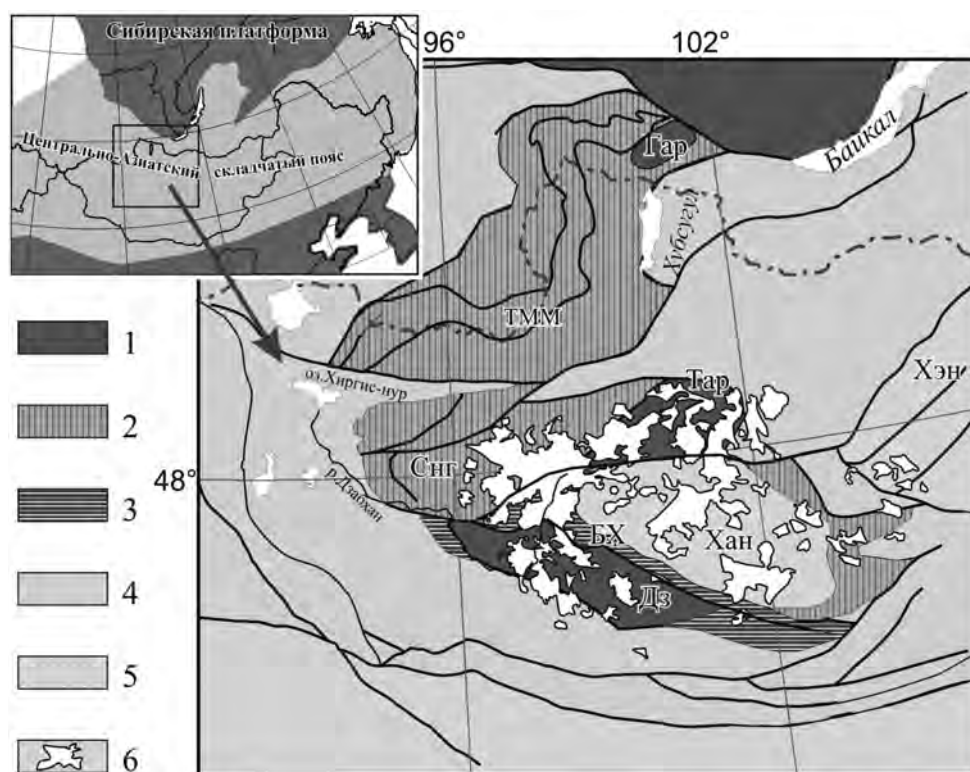 Сибирская платформа
Центрально-Азиатский складчатый пояс
96°
102°
Байкал
Гар
Хубсугул
ТММ
оз.Хиргис-нур
Тар
Хэн
48°
Снг
р.Дзабхан
БХ
Хан
Дз
1
2
3
4
5
6